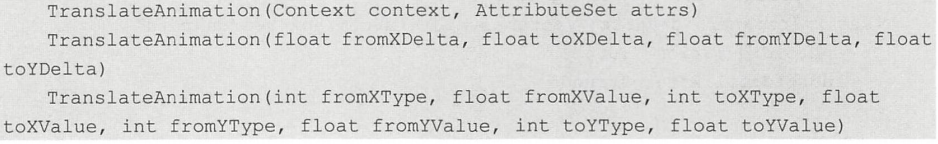 TranslateAnimation(Context context, AttributeSet attrs)
TranslateAnimation(float fromXDelta, float toXDelta, float fromYDelta, float
toYDelta)
TranslateAnimation(int fromXType, float fromXValue, int toXType, float
toXValue, int fromYType, float fromYValue, int toYType, float toYValue)